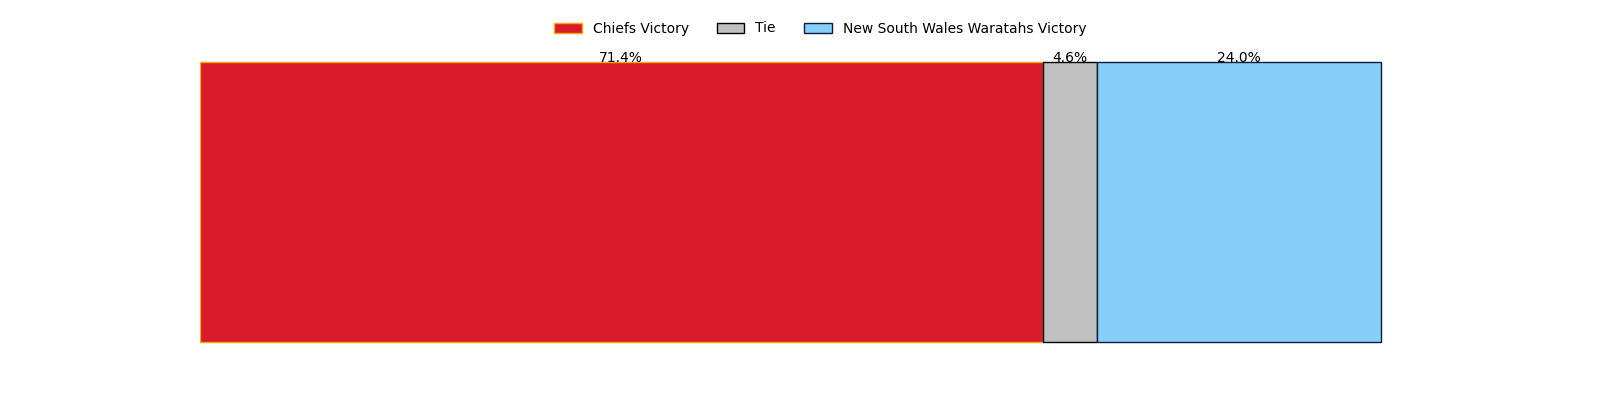 Chiefs Victory Tie New South Wales Waratahs Victory
71.4% 4.6% 24.0%